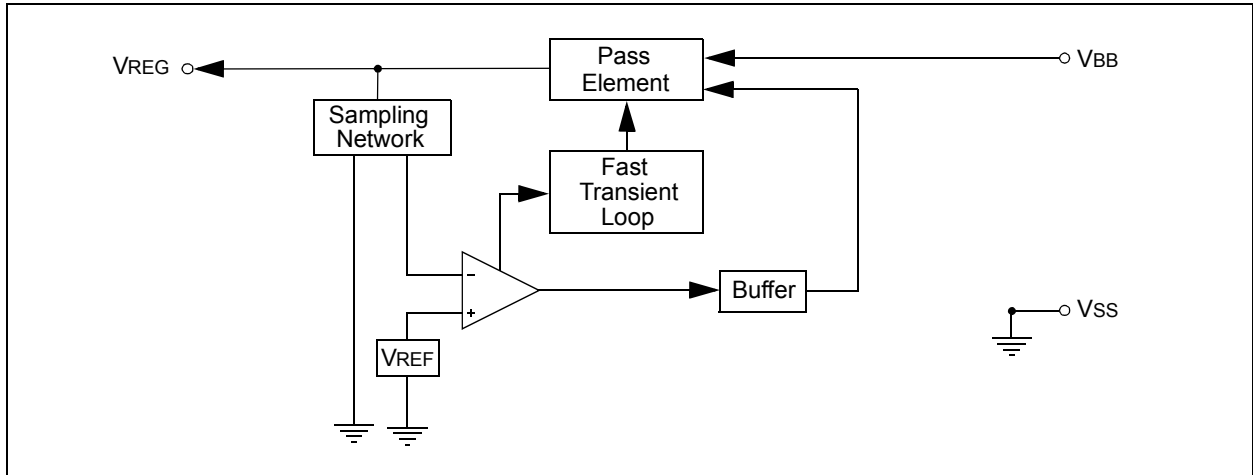 VREG
Pass
Element
VBB
Sampling
Network
Fast
Transient
Loop
-
+
Buffer
VSS
VREF